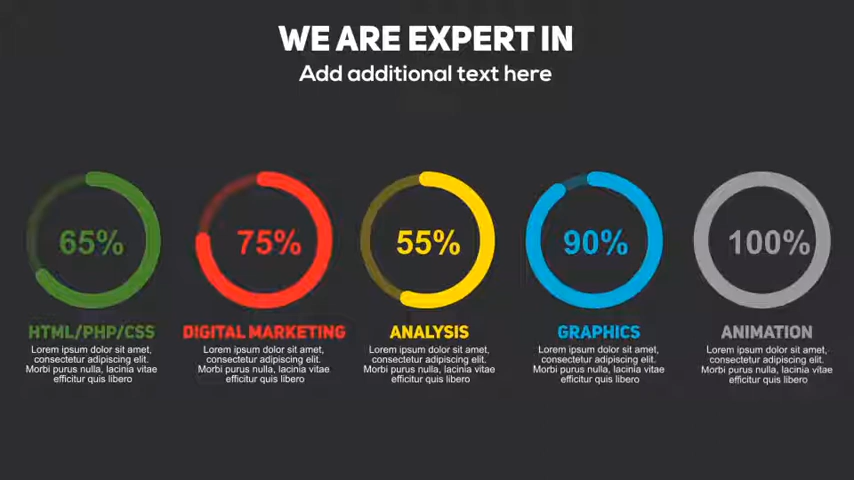 WE ARE EXPERT IN
Add additional text here
65%
75%
55%
90%
100%
HTML/PHP/CSS
Lorem ipsum dolor sit amet,
consectetur adipiscing elit.
Morbi purus nulla, lacinia vitae
efficitur quis libero
DIGITAL MARKETING
Lorem ipsum dolor sit amet,
consectetur adipiscing elit.
Morbi purus nulla, lacinia vitae
efficitur quis libero
ANALYSIS
Lorem ipsum dolor sit amet,
consectetur adipiscing elit.
Morbi purus nulla, lacinia vitae
efficitur quis libero
GRAPHICS
Lorem ipsum dolor sit amet,
consectetur adipiscing elit.
Morbi purus nulla, lacinia vitae
efficitur quis libero
ANIMATION
Lorem ipsum dolor sit amet,
consectetur adipiscing elit.
Morbi purus nulla, lacinia vitae
efficitur quis libero